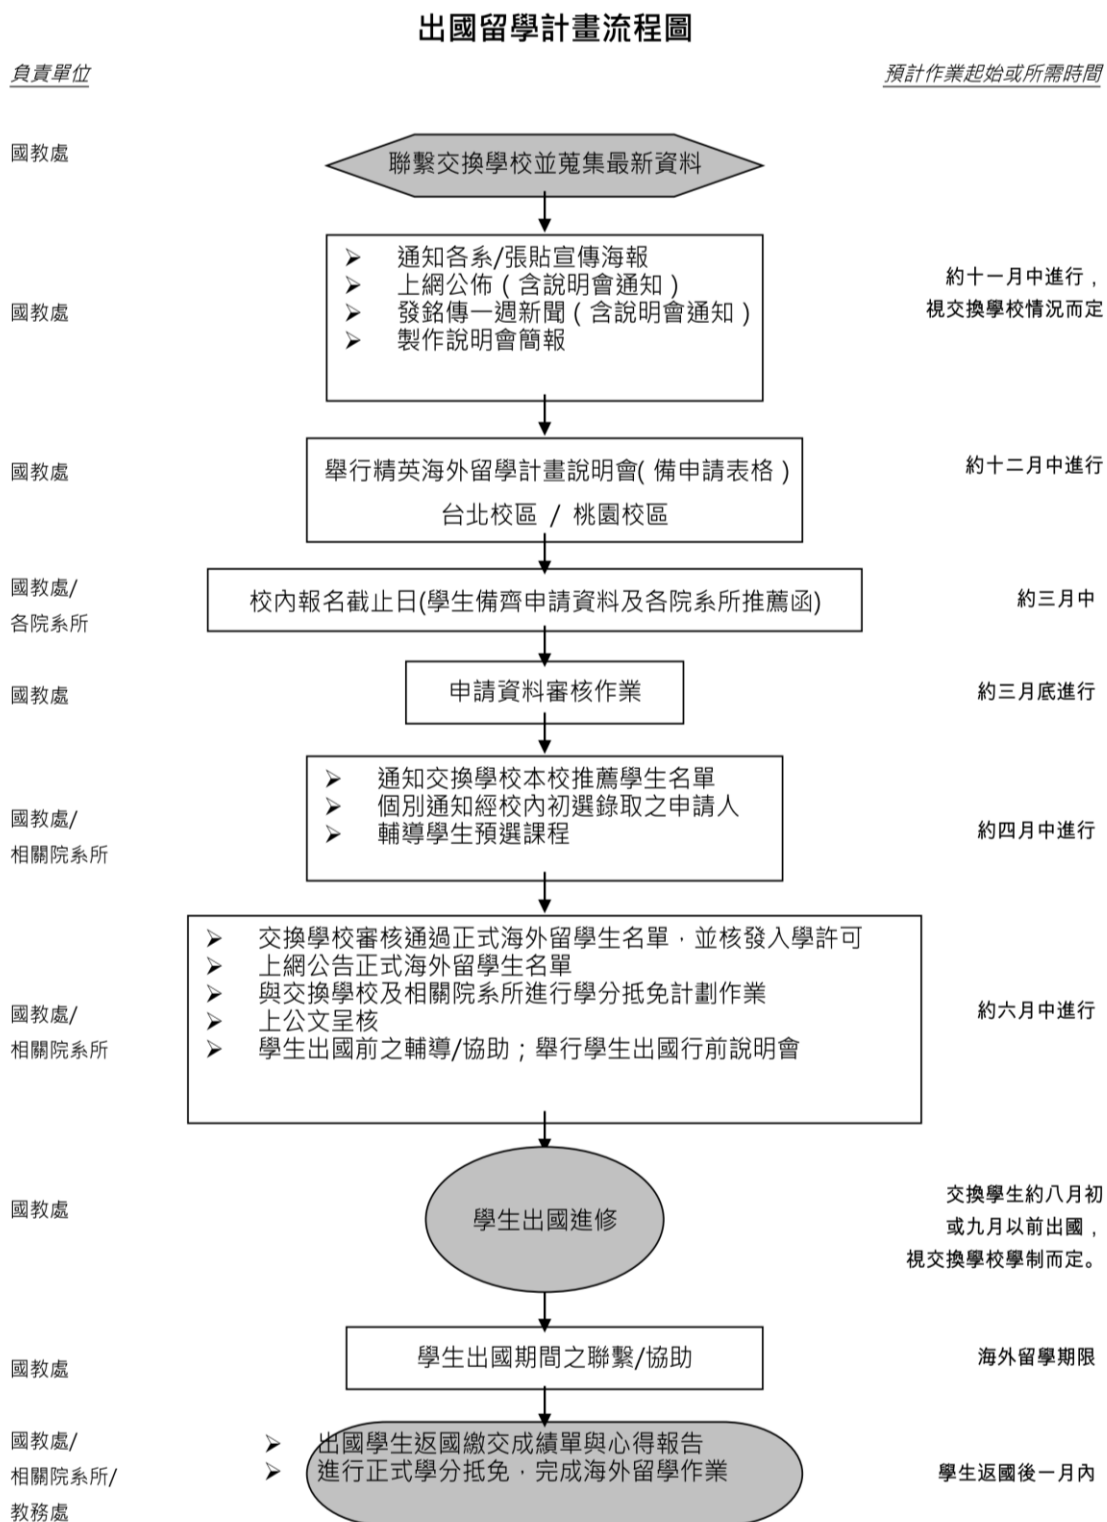 出國留學計畫流程圖
負責單位
預計作業起始或所需時間
國教處
聯繫交換學校並蒐集最新資料
國教處
➢ 通知各系/張貼宣傳海報
➢ 上網公佈（含說明會通知）
➢ 發銘傳一週新聞（含說明會通知）
➢ 製作說明會簡報
約十一月中進行，
視交換學校情況而定
國教處
舉行精英海外留學計畫說明會( 備申請表格 )
台北校區 / 桃園校區
約十二月中進行
國教處/
各院系所
校內報名截止日(學生備齊申請資料及各院系所推薦函)
約三月中
國教處
申請資料審核作業
約三月底進行
國教處/
相關院系所
➢ 通知交換學校本校推薦學生名單
➢ 個別通知經校內初選錄取之申請人
➢ 輔導學生預選課程
約四月中進行
國教處/
相關院系所
➢ 交換學校審核通過正式海外留學生名單，並核發入學許可
➢ 上網公告正式海外留學生名單
➢ 與交換學校及相關院系所進行學分抵免計劃作業
➢ 上公文呈核
➢ 學生出國前之輔導/協助；舉行學生出國行前說明會
約六月中進行
國教處
學生出國進修
交換學生約八月初
或九月以前出國，
視交換學校學制而定。
國教處
學生出國期間之聯繫/協助
海外留學期限
國教處/
相關院系所/
教務處
➢ 出國學生返國繳交成績單與心得報告
➢ 進行正式學分抵免，完成海外留學作業
學生返國後一月內